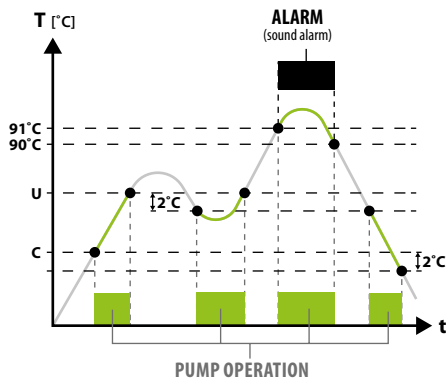 ALARM
(sound alarm)
T [°C]
91°C
90°C
U
2°C
C
2°C
t
PUMP OPERATION